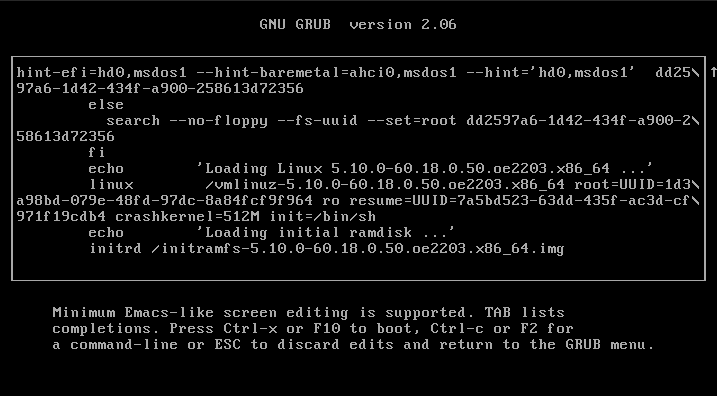 GNU GRUB  version 2.06
hint-efi=hd0,msdos1 --hint-baremetal=ahci0,msdos1 --hint='hd0,msdos1'  dd25\ ↑
97a6-1d42-434f-a900-258613d72356
        else
          search --no-floppy --fs-uuid --set=root dd2597a6-1d42-434f-a900-2\
58613d72356
        fi
        echo        'Loading Linux 5.10.0-60.18.0.50.oe2203.x86_64 ...'
        linux        /vmlinuz-5.10.0-60.18.0.50.oe2203.x86_64 root=UUID=1d3\
a98bd-079e-48fd-97dc-8a84fcf9f964 ro resume=UUID=7a5bd523-63dd-435f-ac3d-cf\
971f19cdb4 crashkernel=512M init=/bin/sh
        echo        'Loading initial ramdisk ...'
        initrd /initramfs-5.10.0-60.18.0.50.oe2203.x86_64.img
Minimum Emacs-like screen editing is supported. TAB lists
completions. Press Ctrl-x or F10 to boot, Ctrl-c or F2 for
a command-line or ESC to discard edits and return to the GRUB menu.